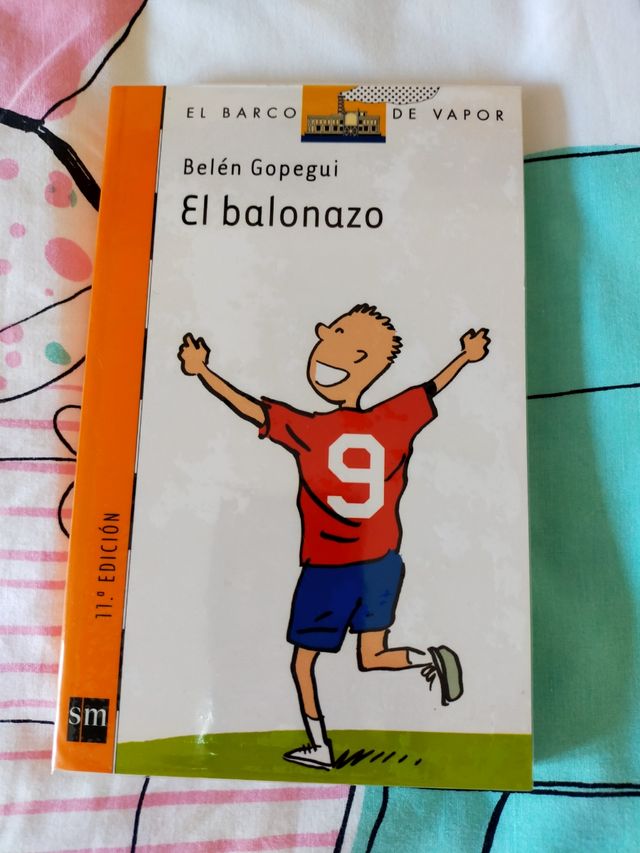 EL BARCO DE VAPOR
Belén Gopegui
El balonazo
9
11.ª EDICIÓN
sm